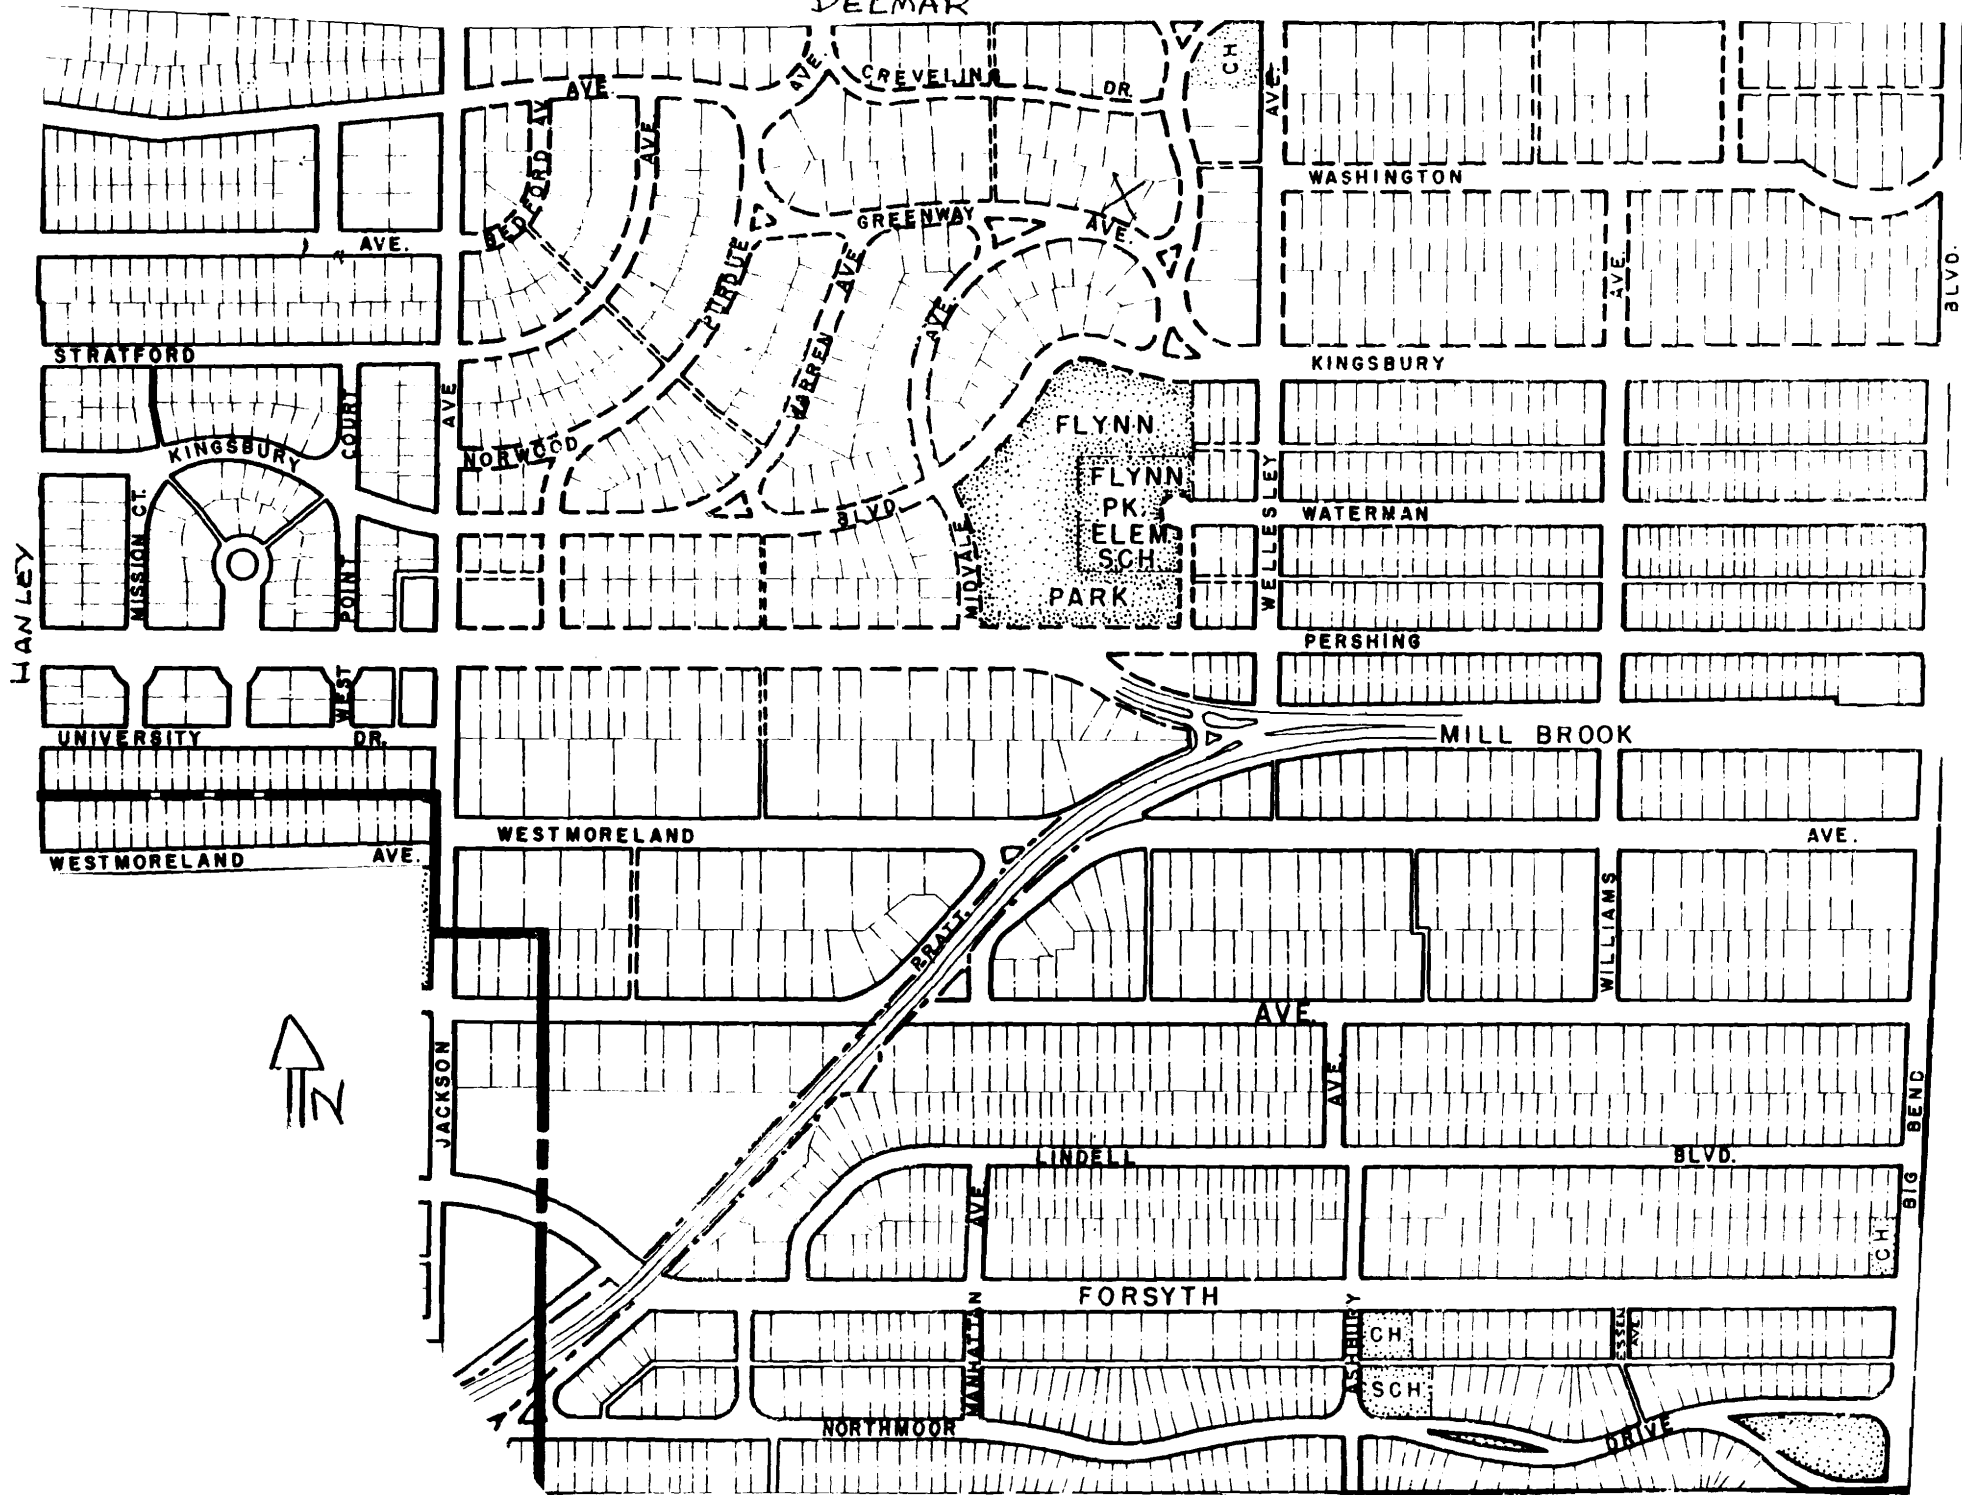 DELMAR
CH
AVE.
CREVELING
DR.
AVE
AVE.
BEDFORD AV
AVE
WASHINGTON
GREENWAY
AVE.
AVE.
PURDUE
WARREN AVE
AVE.
AVE.
BLVD.
STRATFORD
KINGSBURY
COURT
AVE
FLYNN
NORWOOD
KINGSBURY
FLYNN
PK.
ELEM
SCH.
PARK
WELLESLEY
WATERMAN
MISSION CT.
BLVD.
MIDVALE
HANLEY
POINT
PERSHING
WEST
UNIVERSITY
DR.
MILL BROOK
WESTMORELAND
AVE.
WESTMORELAND
AVE.
PRATT
WILLIAMS
AVE.
N
JACKSON
AVE.
BEND
LINDELL
BLVD.
AVE
BIG
CH
FORSYTH
MANHATTAN
ASHBURY
CH
ESSEN
AVE
SCH
NORTHMOOR
DRIVE